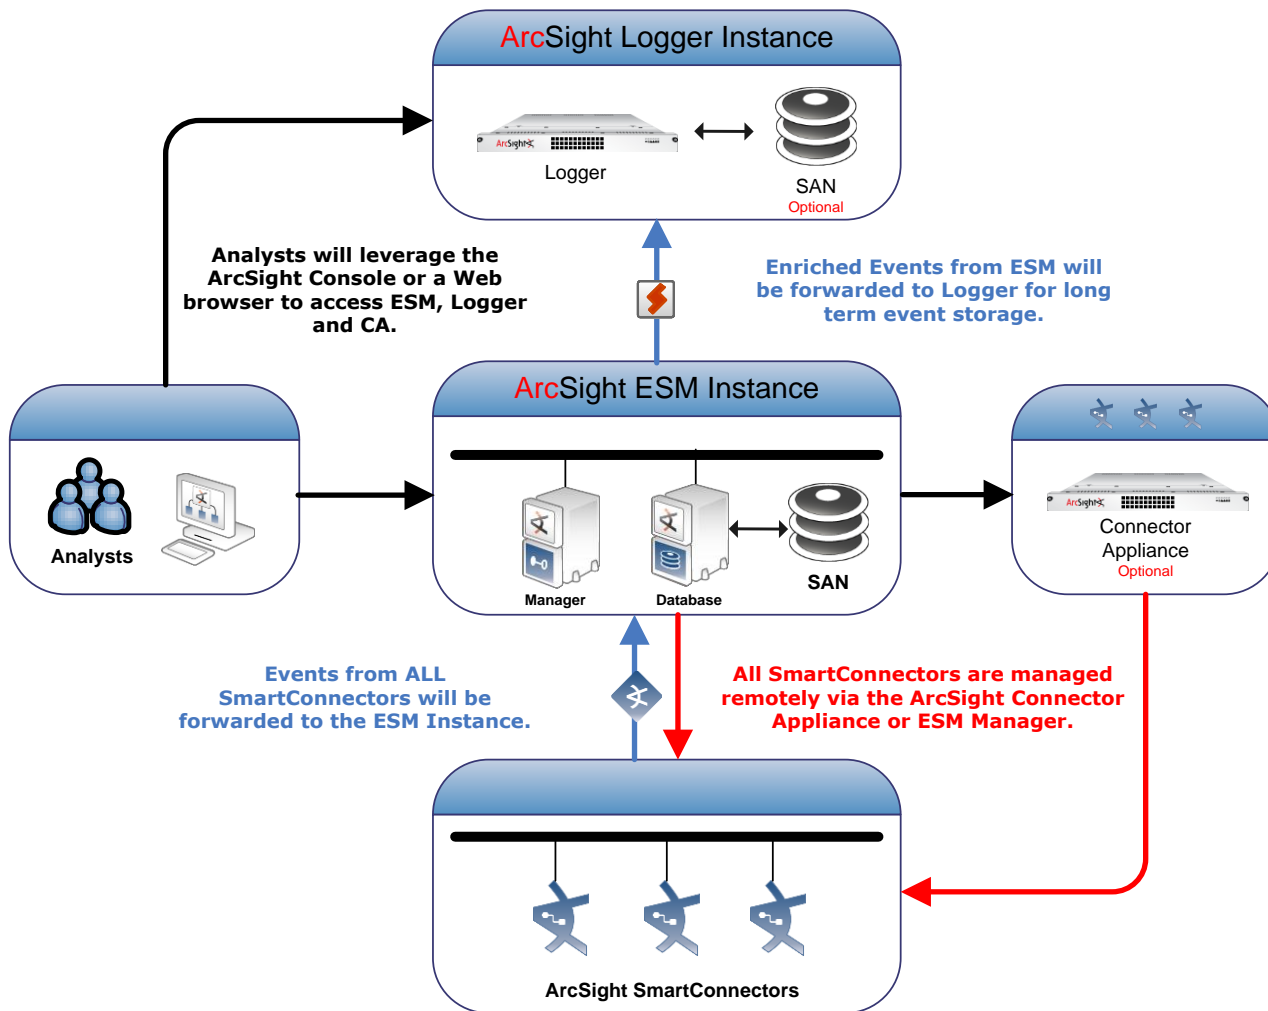 ArcSight Logger Instance
ArcSight
Logger
SAN
Optional
Analysts will leverage the
ArcSight Console or a Web
browser to access ESM, Logger
and CA.
Enriched Events from ESM will
be forwarded to Logger for long
term event storage.
ArcSight ESM Instance
Analysts
Manager
Database
SAN
ArcSight
Connector
Appliance
Optional
Events from ALL
SmartConnectors will be
forwarded to the ESM Instance.
All SmartConnectors are managed
remotely via the ArcSight Connector
Appliance or ESM Manager.
ArcSight SmartConnectors